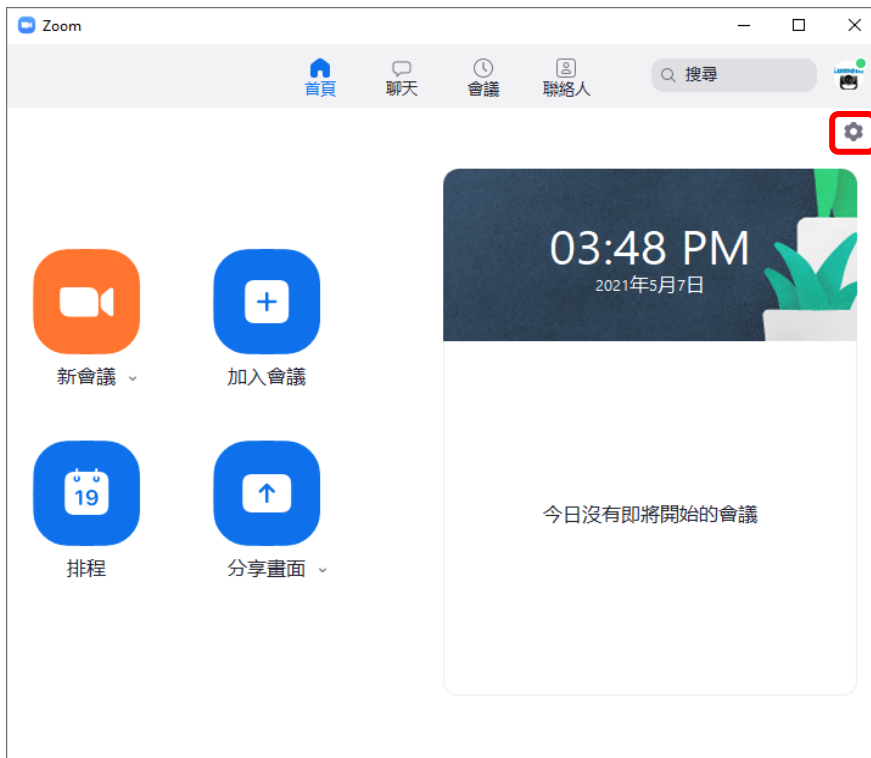 Zoom
首頁
聊天
會議
聯絡人
搜尋
03:48 PM
2021年5月7日
新會議
加入會議
19
排程
分享畫面
今日沒有即將開始的會議